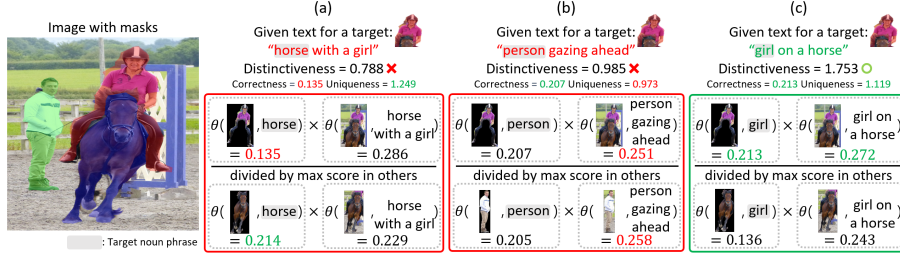 Image with masks
: Target noun phrase
(a)
Given text for a target:
"horse with a girl"
Distinctiveness = 0.788
Correctness = 0.135 Uniqueness = 1.249
θ( , horse) × θ( , horse with a girl)
= 0.135 = 0.286
divided by max score in others
θ( , horse) × θ( , horse with a girl)
= 0.214 = 0.229
(b)
Given text for a target:
"person gazing ahead"
Distinctiveness = 0.985
Correctness = 0.207 Uniqueness = 0.973
θ( , person) × θ( , person gazing ahead)
= 0.207 = 0.251
divided by max score in others
θ( , person) × θ( , person gazing ahead)
= 0.205 = 0.258
(c)
Given text for a target:
"girl on a horse"
Distinctiveness = 1.753
Correctness = 0.213 Uniqueness = 1.119
θ( , girl) × θ( , girl on a horse)
= 0.213 = 0.272
divided by max score in others
θ( , girl) × θ( , girl on a horse)
= 0.136 = 0.243